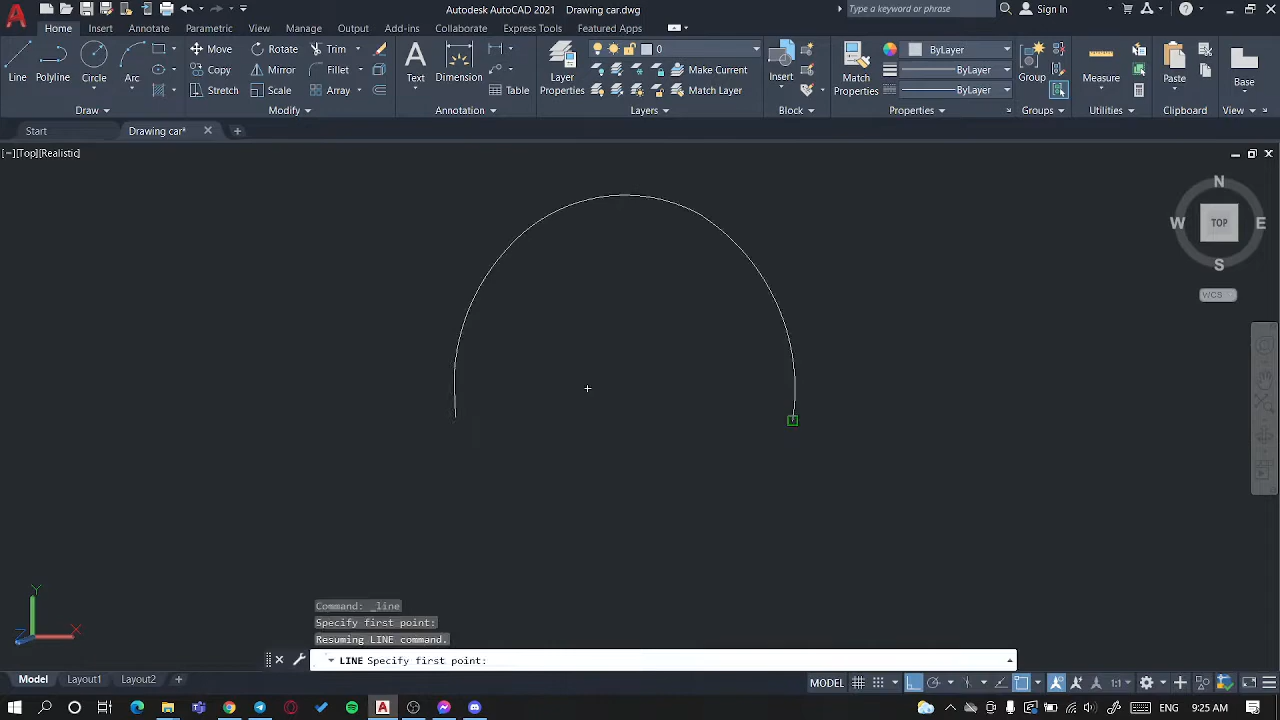 Autodesk AutoCAD 2021 Drawing car.dwg
Type a keyword or phrase
Sign In
Home Insert Annotate Parametric View Manage Output Add-ins Collaborate Express Tools Featured Apps
Line
Polyline
Circle
Arc
Move
Rotate
Trim
Copy
Mirror
Fillet
Stretch
Scale
Array
Text
Dimension
Table
Layer
Properties
0
Make Current
Match Layer
Insert
Match
Properties
ByLayer
ByLayer
ByLayer
Group
Measure
Paste
Base
Draw
Modify
Annotation
Layers
Block
Properties
Groups
Utilities
Clipboard
View
Start
Drawing car*
[−][Top][Realistic]
N
W
TOP
E
S
WCS
Y
Z
X
Command: _line
Specify first point:
Resuming LINE command.
LINE Specify first point:
Model Layout1 Layout2
MODEL
1:1
ENG
9:25 AM